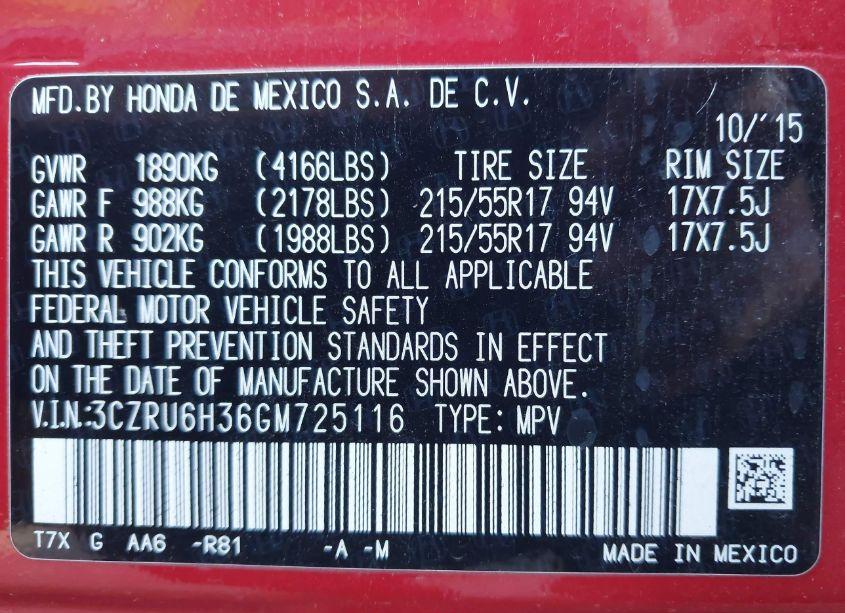 MFD.BY HONDA DE MEXICO S.A. DE C.V.
10/'15
GVWR 1890KG (4166LBS) TIRE SIZE RIM SIZE
GAWR F 988KG (2178LBS) 215/55R17 94V 17X7.5J
GAWR R 902KG (1988LBS) 215/55R17 94V 17X7.5J
THIS VEHICLE CONFORMS TO ALL APPLICABLE
FEDERAL MOTOR VEHICLE SAFETY
AND THEFT PREVENTION STANDARDS IN EFFECT
ON THE DATE OF MANUFACTURE SHOWN ABOVE.
V.I.N.:3CZRU6H36GM725116 TYPE: MPV
T7X G AA6 -R81 -A -M MADE IN MEXICO